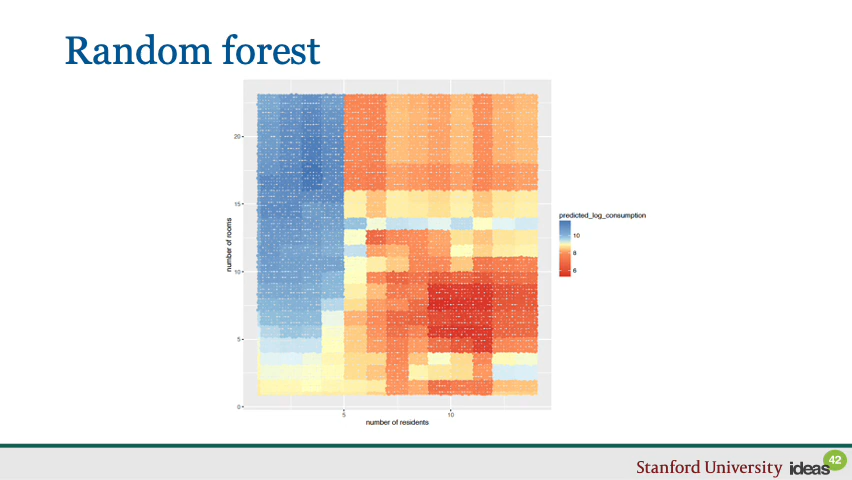 Random forest
20
15
10
5
0
5
10
number of rooms
number of residents
predicted_log_consumption
10
8
6
Stanford University ideas 42